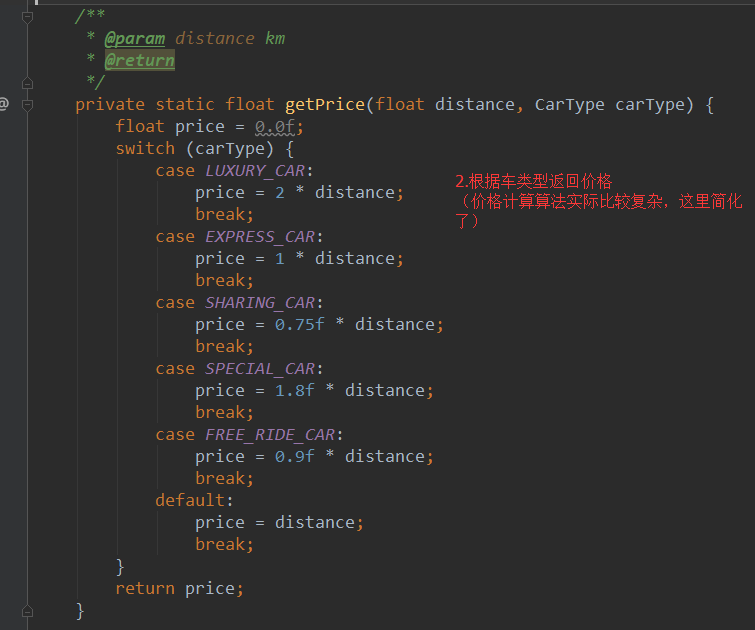 /**
 * @param distance km
 * @return
 */
@
private static float getPrice(float distance, CarType carType) {
    float price = 0.0f;
    switch (carType) {
        case LUXURY_CAR:
            price = 2 * distance;
            break;
        case EXPRESS_CAR:
            price = 1 * distance;
            break;
        case SHARING_CAR:
            price = 0.75f * distance;
            break;
        case SPECIAL_CAR:
            price = 1.8f * distance;
            break;
        case FREE_RIDE_CAR:
            price = 0.9f * distance;
            break;
        default:
            price = distance;
            break;
    }
    return price;
}
2.根据车类型返回价格
（价格计算算法实际比较复杂，这里简化
了）